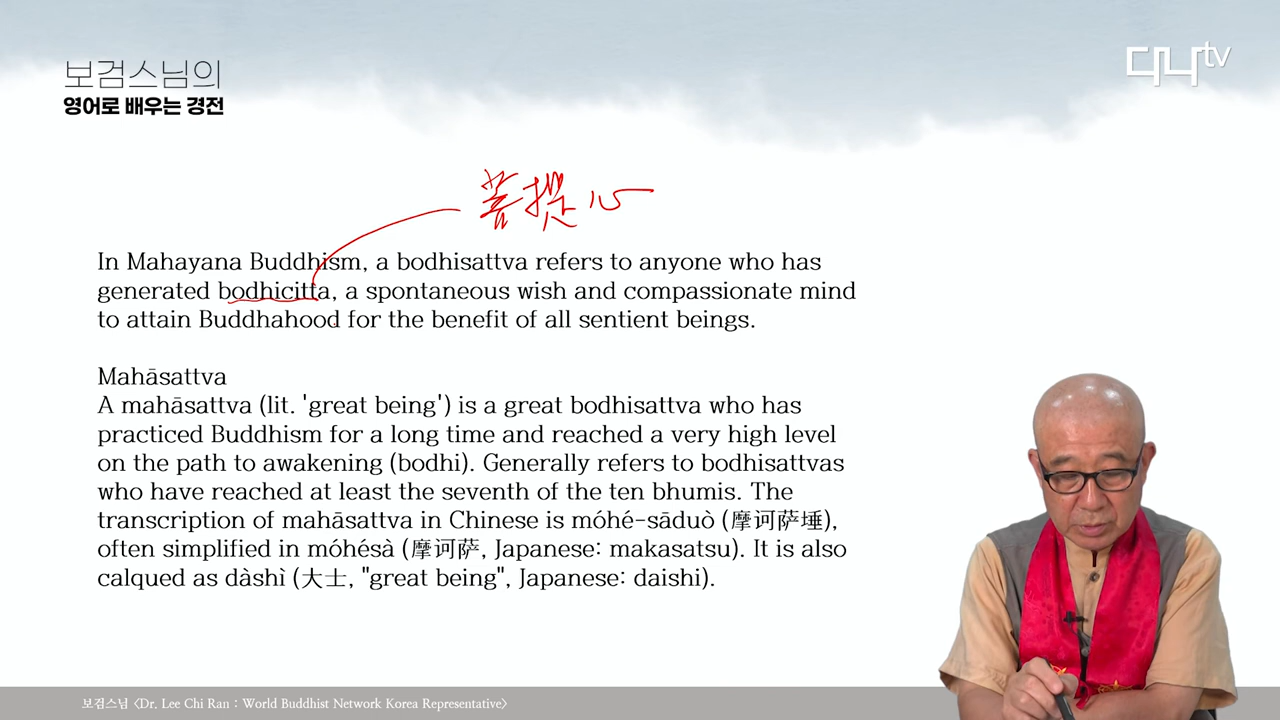 보검스님의
영어로 배우는 경전
다나tv
菩提心
In Mahayana Buddhism, a bodhisattva refers to anyone who has
generated bodhicitta, a spontaneous wish and compassionate mind
to attain Buddhahood for the benefit of all sentient beings.
Mahāsattva
A mahāsattva (lit. 'great being') is a great bodhisattva who has
practiced Buddhism for a long time and reached a very high level
on the path to awakening (bodhi). Generally refers to bodhisattvas
who have reached at least the seventh of the ten bhumis. The
transcription of mahāsattva in Chinese is móhé-sāduò (摩诃萨埵),
often simplified in móhésà (摩诃萨, Japanese: makasatsu). It is also
calqued as dàshì (大士, "great being", Japanese: daishi).
보검스님 <Dr. Lee Chi Ran : World Buddhist Network Korea Representative>